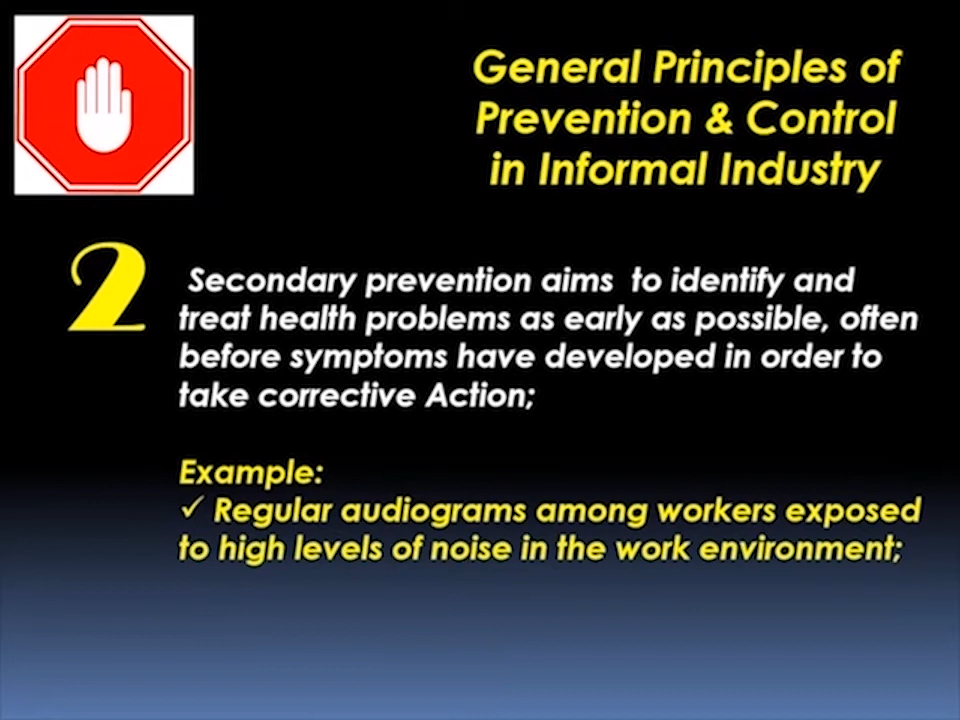 General Principles of
Prevention & Control
in Informal Industry
2
Secondary prevention aims to identify and
treat health problems as early as possible, often
before symptoms have developed in order to
take corrective Action;
Example:
✓ Regular audiograms among workers exposed
to high levels of noise in the work environment;